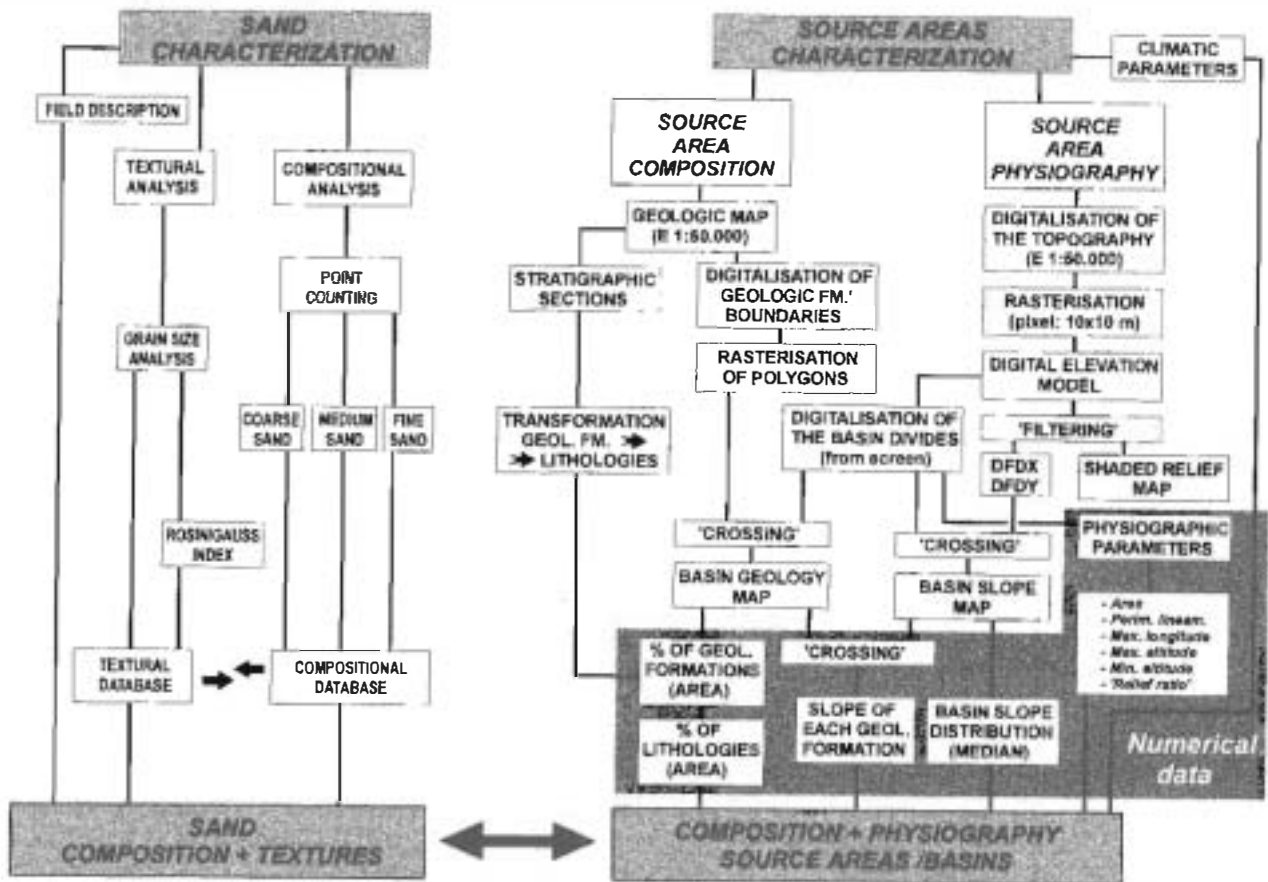 SAND
CHARACTERIZATION
FIELD DESCRIPTION
TEXTURAL
ANALYSIS
COMPOSITIONAL
ANALYSIS
POINT
COUNTING
GRAIN SIZE
ANALYSIS
COARSE
SAND
MEDIUM
SAND
FINE
SAND
ROSIN/GAUSS
INDEX
TEXTURAL
DATABASE
COMPOSITIONAL
DATABASE
SAND
COMPOSITION + TEXTURES
SOURCE AREAS
CHARACTERIZATION
CLIMATIC
PARAMETERS
SOURCE
AREA
COMPOSITION
SOURCE
AREA
PHYSIOGRAPHY
GEOLOGIC MAP
(E 1:50.000)
DIGITALISATION OF
THE TOPOGRAPHY
(E 1:50.000)
STRATIGRAPHIC
SECTIONS
DIGITALISATION OF
GEOLOGIC FM.'
BOUNDARIES
RASTERISATION
(pixel: 10x10 m)
RASTERISATION
OF POLYGONS
DIGITAL ELEVATION
MODEL
TRANSFORMATION
GEOL. FM.
LITHOLOGIES
DIGITALISATION OF
THE BASIN DIVIDES
(from screen)
'FILTERING'
DFDX
DFDY
SHADED RELIEF
MAP
'CROSSING'
'CROSSING'
PHYSIOGRAPHIC
PARAMETERS
BASIN GEOLOGY
MAP
BASIN SLOPE
MAP
- Area
- Perim. lineam.
- Max. longitude
- Max. altitude
- Min. altitude
- 'Relief ratio'
% OF GEOL.
FORMATIONS
(AREA)
'CROSSING'
% OF
LITHOLOGIES
(AREA)
SLOPE OF
EACH GEOL.
FORMATION
BASIN SLOPE
DISTRIBUTION
(MEDIAN)
Numerical
data
COMPOSITION + PHYSIOGRAPHY
SOURCE AREAS /BASINS